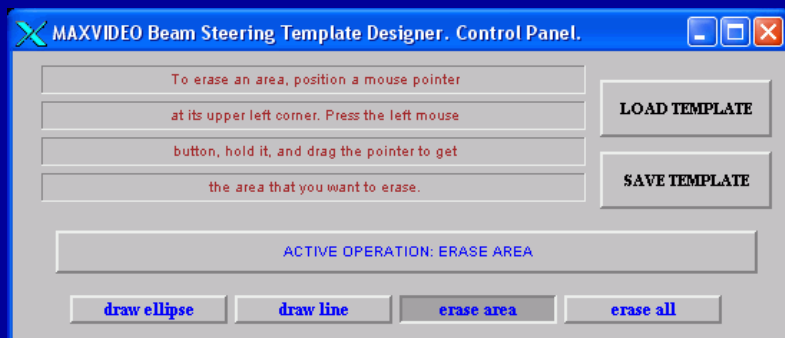 MAXVIDEO Beam Steering Template Designer. Control Panel.
To erase an area, position a mouse pointer
at its upper left corner. Press the left mouse
button, hold it, and drag the pointer to get
the area that you want to erase.
LOAD TEMPLATE
SAVE TEMPLATE
ACTIVE OPERATION: ERASE AREA
draw ellipse draw line erase area erase all